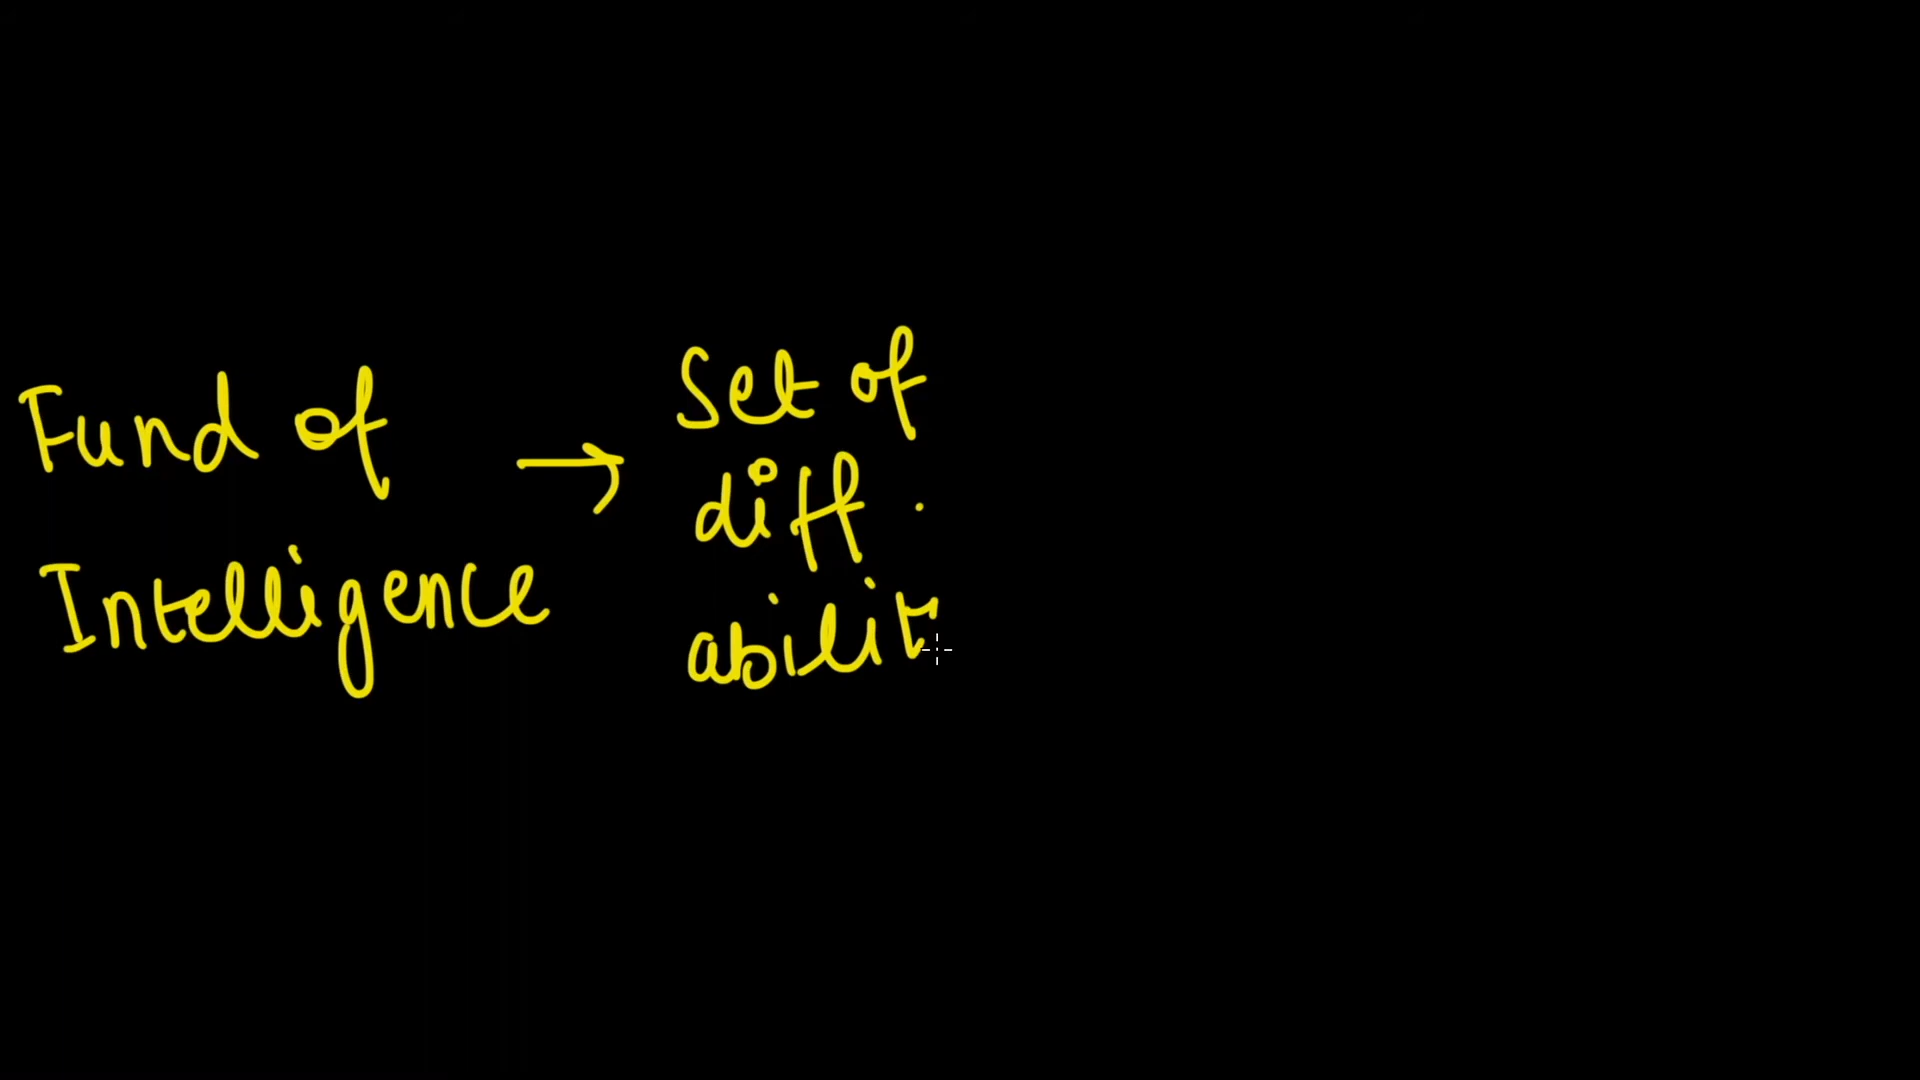 Fund of
Intelligence
→ Set of
diff.
abilit